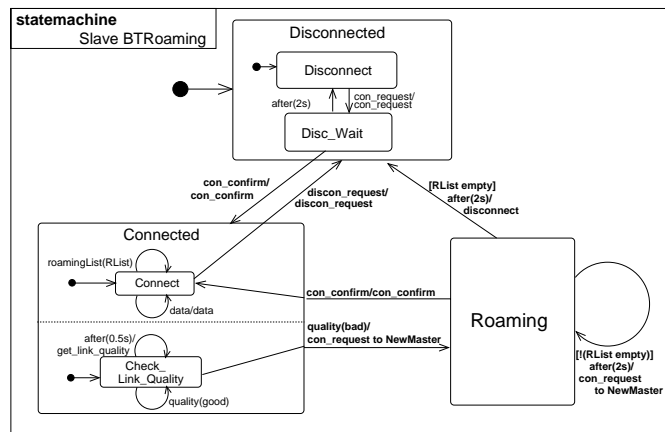 statemachine
Slave BTRoaming
Disconnected
Disconnect
after(2s)
con_request/
con_request
Disc_Wait
con_confirm/
con_confirm
discon_request/
discon_request
[RList empty]
after(2s)/
disconnect
Connected
roamingList(RList)
Connect
data/data
con_confirm/con_confirm
Roaming
after(0.5s)/
get_link_quality
Check_
Link_Quality
quality(good)
quality(bad)/
con_request to NewMaster
[!(RList empty)]
after(2s)/
con_request
to NewMaster